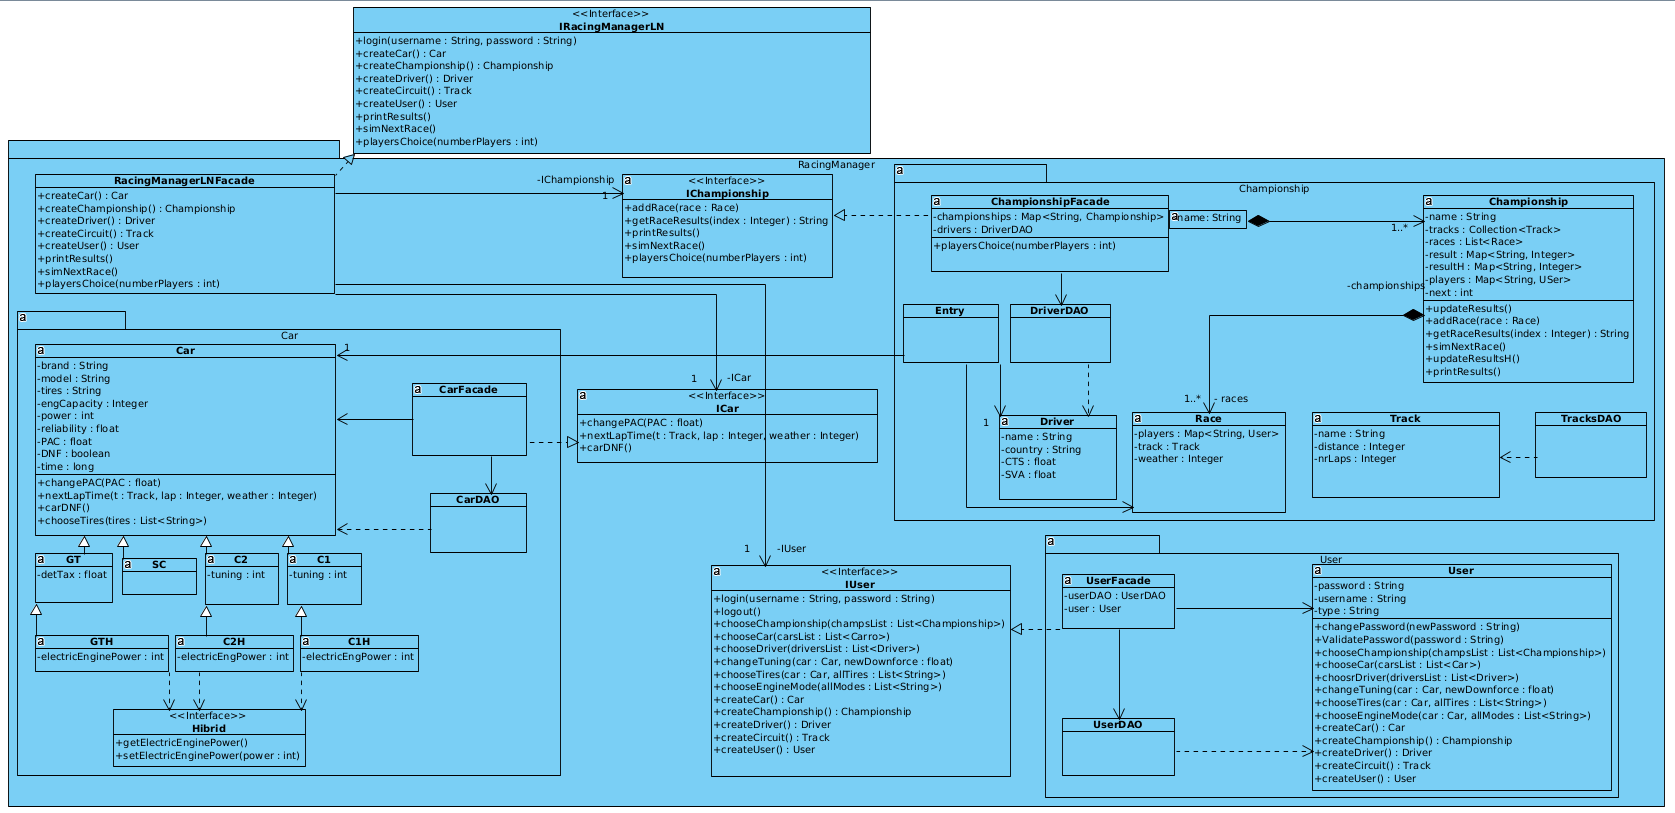 <<Interface>>
IRacingManagerLN
+login(username : String, password : String)
+createCar() : Car
+createChampionship() : Championship
+createDriver() : Driver
+createCircuit() : Track
+createUser() : User
+printResults()
+simNextRace()
+playersChoice(numberPlayers : int)
RacingManager
RacingManagerLNFacade
+createCar() : Car
+createChampionship() : Championship
+createDriver() : Driver
+createCircuit() : Track
+createUser() : User
+printResults()
+simNextRace()
+playersChoice(numberPlayers : int)
-IChampionship
1
a
<<Interface>>
IChampionship
+addRace(race : Race)
+getRaceResults(index : Integer) : String
+printResults()
+simNextRace()
+playersChoice(numberPlayers : int)
a
Championship
a
ChampionshipFacade
-championships : Map<String, Championship>
-drivers : DriverDAO
+playersChoice(numberPlayers : int)
a
name: String
1..*
-championships
a
Championship
-name : String
-tracks : Collection<Track>
-races : List<Race>
-result : Map<String, Integer>
-resultH : Map<String, Integer>
-players : Map<String, USer>
-next : int
+updateResults()
+addRace(race : Race)
+getRaceResults(index : Integer) : String
+simNextRace()
+updateResultsH()
+printResults()
Entry
DriverDAO
1
1..*
- races
a
Driver
-name : String
-country : String
-CTS : float
-SVA : float
a
Race
-players : Map<String, User>
-track : Track
-weather : Integer
a
Track
-name : String
-distance : Integer
-nrLaps : Integer
TracksDAO
a
Car
a
Car
-brand : String
-model : String
-tires : String
-engCapacity : Integer
-power : int
-reliability : float
-PAC : float
-DNF : boolean
-time : long
+changePAC(PAC : float)
+nextLapTime(t : Track, lap : Integer, weather : Integer)
+carDNF()
+chooseTires(tires : List<String>)
1
a
CarFacade
CarDAO
1
-ICar
a
<<Interface>>
ICar
+changePAC(PAC : float)
+nextLapTime(t : Track, lap : Integer, weather : Integer)
+carDNF()
a
GT
-detTax : float
a
SC
a
C2
-tuning : int
a
C1
-tuning : int
a
GTH
-electricEnginePower : int
a
C2H
-electricEngPower : int
a
C1H
-electricEngPower : int
<<Interface>>
Hibrid
+getElectricEnginePower()
+setElectricEnginePower(power : int)
1
-IUser
a
<<Interface>>
IUser
+login(username : String, password : String)
+logout()
+chooseChampionship(champsList : List<Championship>)
+chooseCar(carsList : List<Carro>)
+chooseDriver(driversList : List<Driver>)
+changeTuning(car : Car, newDownforce : float)
+chooseTires(car : Car, allTires : List<String>)
+chooseEngineMode(allModes : List<String>)
+createCar() : Car
+createChampionship() : Championship
+createDriver() : Driver
+createCircuit() : Track
+createUser() : User
a
User
a
UserFacade
-userDAO : UserDAO
-user : User
UserDAO
a
User
-password : String
-username : String
-type : String
+changePassword(newPassword : String)
+ValidatePassword(password : String)
+chooseChampionship(champsList : List<Championship>)
+chooseCar(carsList : List<Car>)
+choosrDriver(driversList : List<Driver>)
+changeTuning(car : Car, newDownforce : float)
+chooseTires(car : Car, allTires : List<String>)
+chooseEngineMode(car : Car, allModes : List<String>)
+createCar() : Car
+createChampionship() : Championship
+createDriver() : Driver
+createCircuit() : Track
+createUser() : User